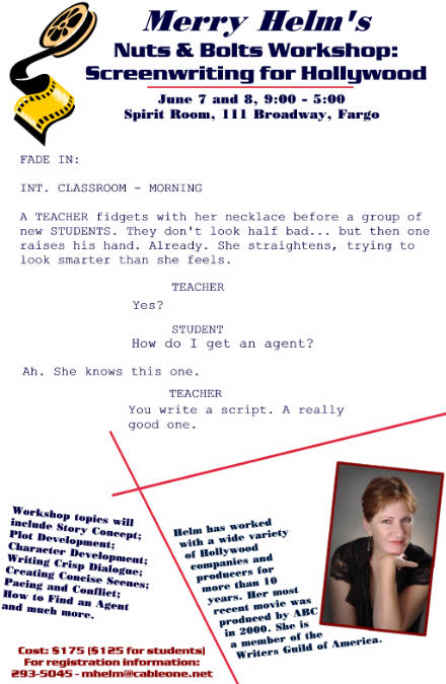 Merry Helm's
Nuts & Bolts Workshop:
Screenwriting for Hollywood
June 7 and 8, 9:00 - 5:00
Spirit Room, 111 Broadway, Fargo
FADE IN:
INT. CLASSROOM - MORNING
A TEACHER fidgets with her necklace before a group of
new STUDENTS. They don't look half bad... but then one
raises his hand. Already. She straightens, trying to
look smarter than she feels.
TEACHER
Yes?
STUDENT
How do I get an agent?
Ah. She knows this one.
TEACHER
You write a script. A really
good one.
Workshop topics will
include Story Concept;
Plot Development;
Character Development;
Writing Crisp Dialogue;
Creating Concise Scenes;
Pacing and Conflict;
How to Find an Agent
and much more.
Helm has worked
with a wide variety
of Hollywood
companies and
producers for
more than 10
years. Her most
recent movie was
produced by ABC
in 2000. She is
a member of the
Writers Guild of America.
Cost: $175 ($125 for students)
For registration information:
293-5045 - mhelm@cableone.net